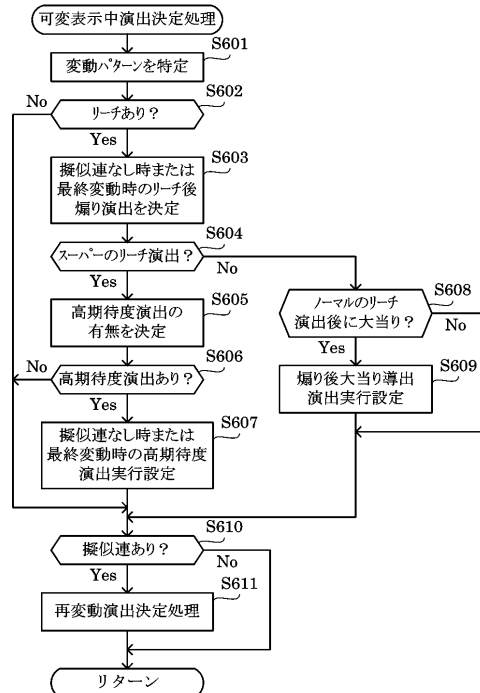 可変表示中演出決定処理
S601
変動パターンを特定
S602
リーチあり？
No
Yes
S603
擬似連なし時または
最終変動時のリーチ後
煽り演出を決定
S604
スーパーのリーチ演出？
No
Yes
S605
高期待度演出の
有無を決定
S606
高期待度演出あり？
No
Yes
S607
擬似連なし時または
最終変動時の高期待度
演出実行設定
S608
ノーマルのリーチ
演出後に大当り？
No
Yes
S609
煽り後大当り導出
演出実行設定
S610
擬似連あり？
No
Yes
S611
再変動演出決定処理
リターン